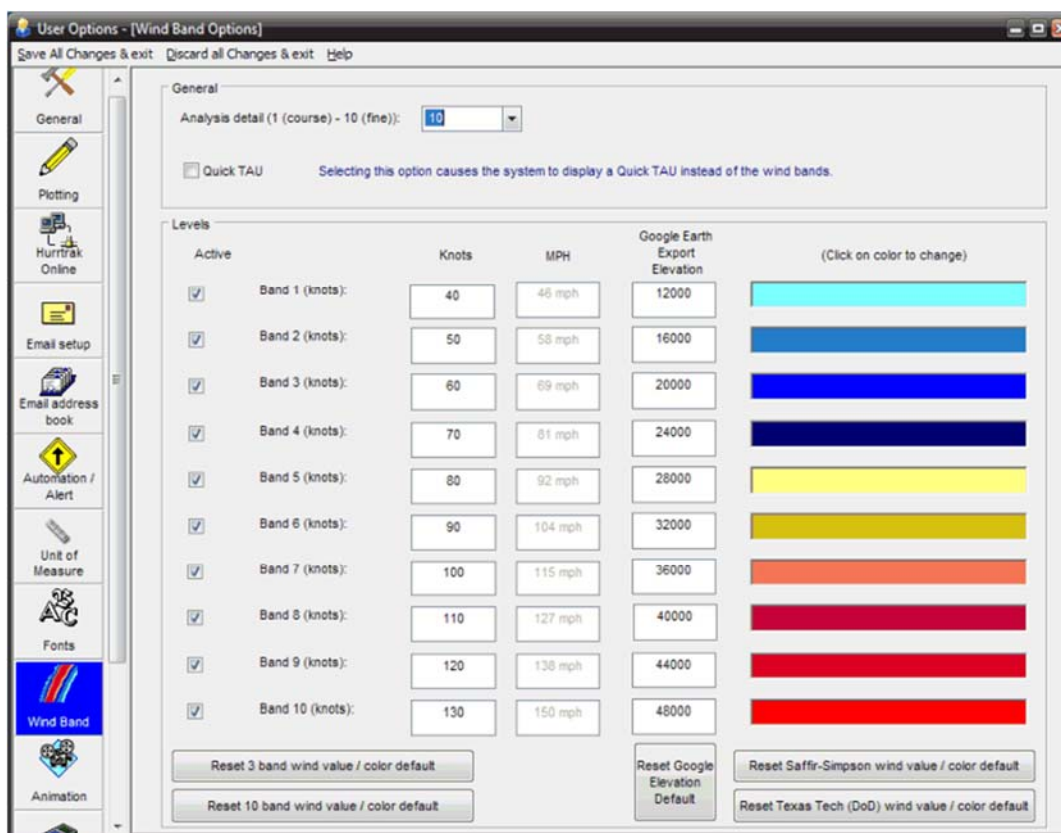 User Options - [Wind Band Options]
Save All Changes & exit Discard all Changes & exit Help
General
Plotting
Hurrtrak
Online
Email setup
Email address
book
Automation /
Alert
Unit of
Measure
Fonts
Wind Band
Animation
General
Analysis detail (1 (course) - 10 (fine)): 10
Quick TAU Selecting this option causes the system to display a Quick TAU instead of the wind bands.
Levels
Active Knots MPH Google Earth Export Elevation (Click on color to change)
Band 1 (knots): 40 46 mph 12000
Band 2 (knots): 50 58 mph 16000
Band 3 (knots): 60 69 mph 20000
Band 4 (knots): 70 81 mph 24000
Band 5 (knots): 80 92 mph 28000
Band 6 (knots): 90 104 mph 32000
Band 7 (knots): 100 115 mph 36000
Band 8 (knots): 110 127 mph 40000
Band 9 (knots): 120 138 mph 44000
Band 10 (knots): 130 150 mph 48000
Reset 3 band wind value / color default
Reset 10 band wind value / color default
Reset Google
Elevation
Default
Reset Saffir-Simpson wind value / color default
Reset Texas Tech (DoD) wind value / color default